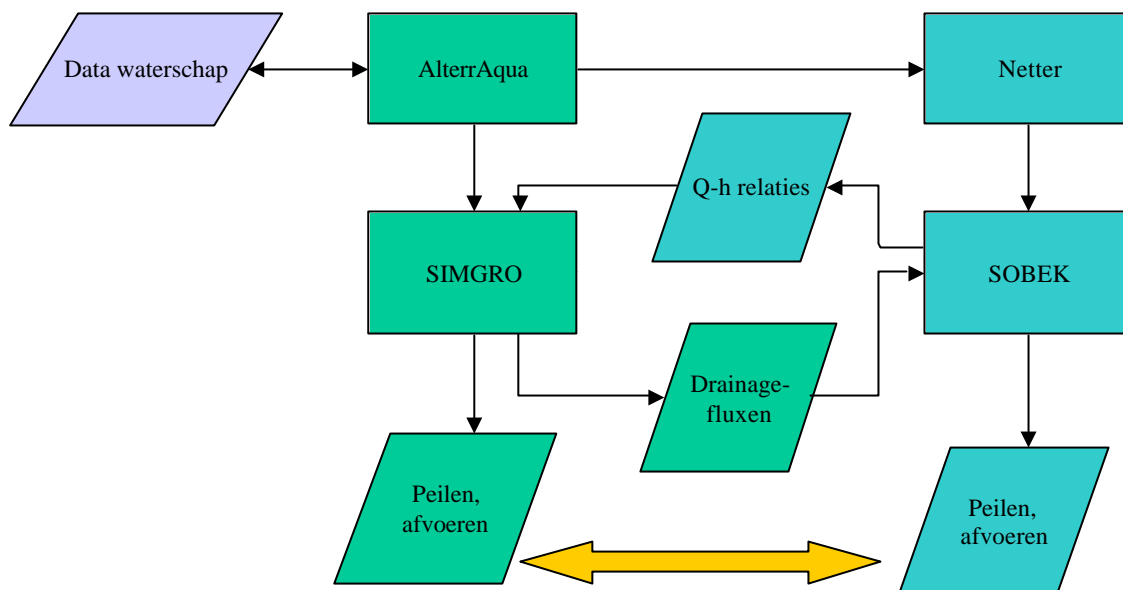 Data waterschap
AlterrAqua
Netter
Q-h relaties
SIMGRO
SOBEK
Drainage-
fluxen
Peilen,
afvoeren
Peilen,
afvoeren